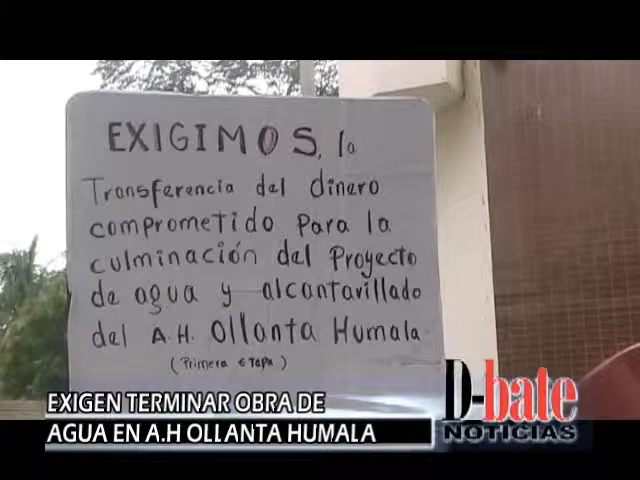 EXIGIMOS, la
Transferencia del dinero
comprometido para la
culminación del Proyecto
de agua y alcantarillado
del A.H. Ollanta Humala
(Primera ETAPA)
EXIGEN TERMINAR OBRA DE
AGUA EN A.H OLLANTA HUMALA
D-bate
NOTICIAS